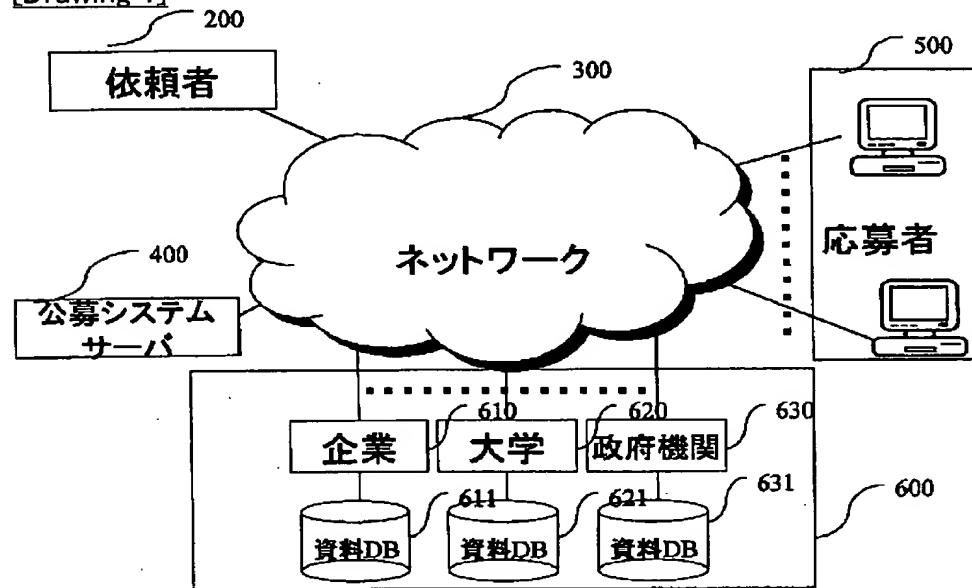 [Drawing 1]
200
依頼者
300
500
応募者
ネットワーク
400
公募システム
サーバ
610
620
630
企業
大学
政府機関
611
621
631
600
資料DB
資料DB
資料DB